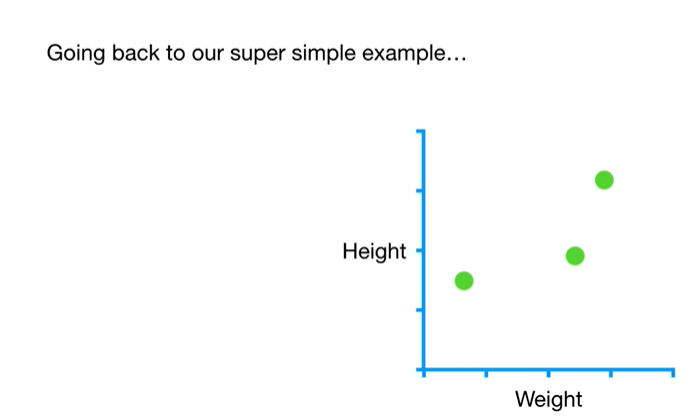 Going back to our super simple example…
Height
Weight